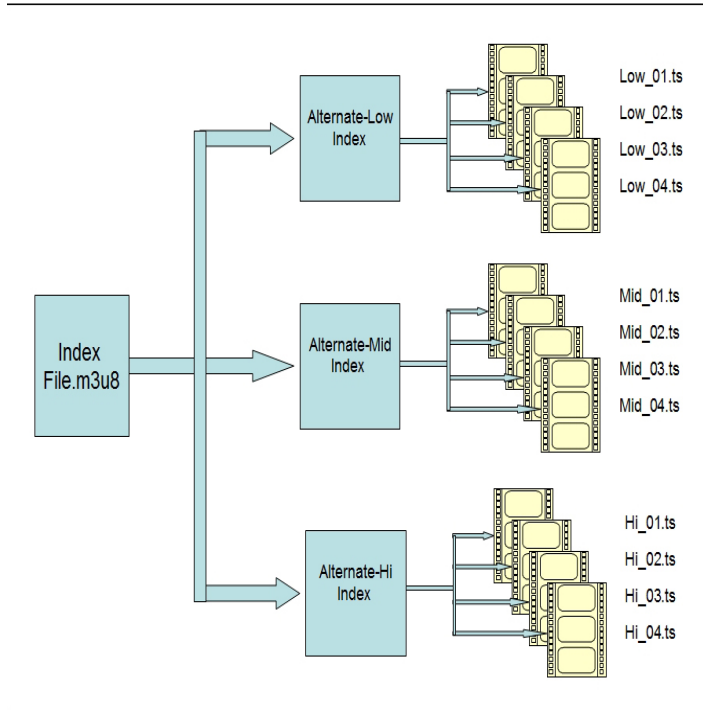 Index
File.m3u8
Alternate-Low
Index
Low_01.ts
Low_02.ts
Low_03.ts
Low_04.ts
Alternate-Mid
Index
Mid_01.ts
Mid_02.ts
Mid_03.ts
Mid_04.ts
Alternate-Hi
Index
Hi_01.ts
Hi_02.ts
Hi_03.ts
Hi_04.ts